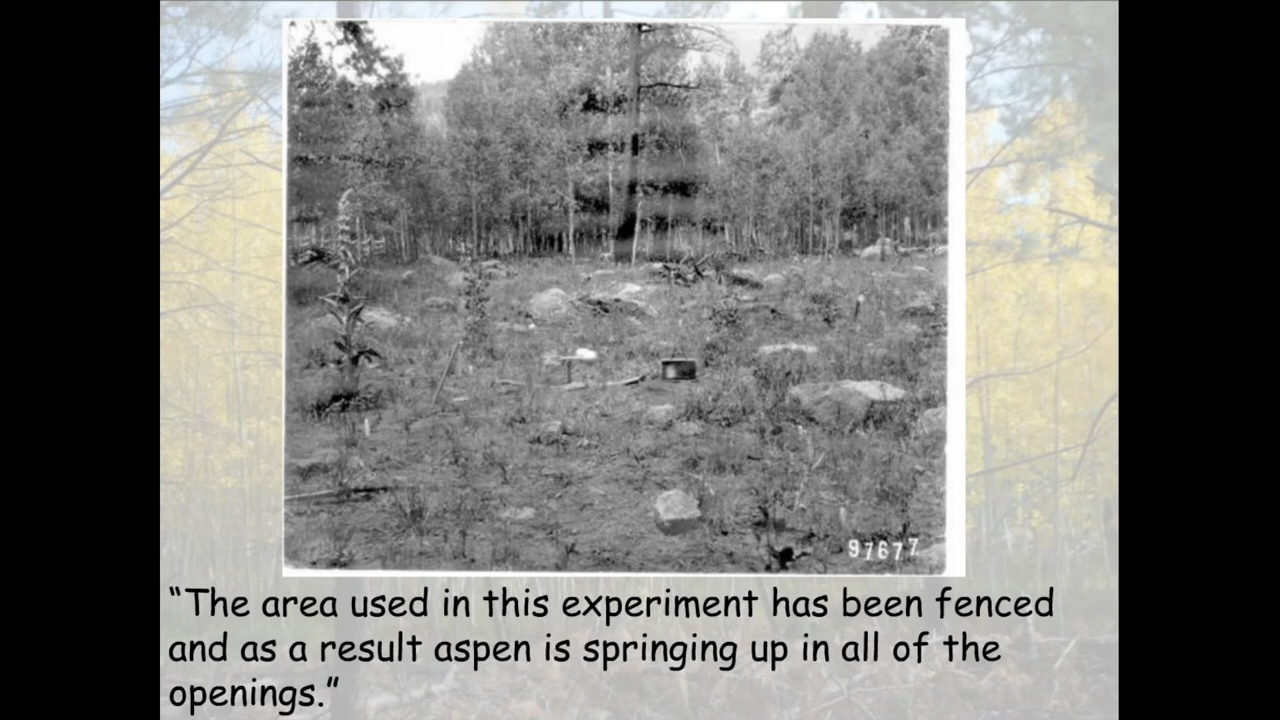 97677
“The area used in this experiment has been fenced
and as a result aspen is springing up in all of the
openings.”